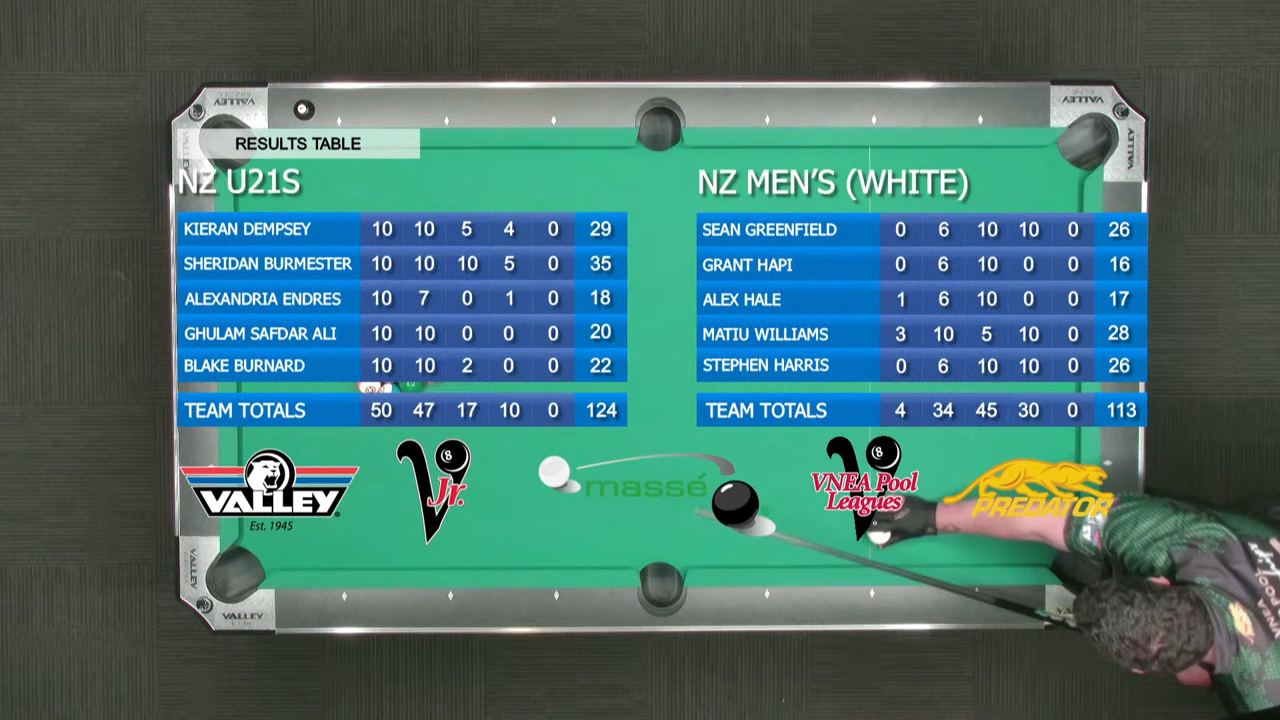 VALLEY
VALLEY
VALLEY
RESULTS TABLE
NZ U21S
KIERAN DEMPSEY 10 10 5 4 0 29
SHERIDAN BURMESTER 10 10 10 5 0 35
ALEXANDRIA ENDRES 10 7 0 1 0 18
GHULAM SAFDAR ALI 10 10 0 0 0 20
BLAKE BURNARD 10 10 2 0 0 22
TEAM TOTALS 50 47 17 10 0 124
NZ MEN'S (WHITE)
SEAN GREENFIELD 0 6 10 10 0 26
GRANT HAPI 0 6 10 0 0 16
ALEX HALE 1 6 10 0 0 17
MATIU WILLIAMS 3 10 5 10 0 28
STEPHEN HARRIS 0 6 10 10 0 26
TEAM TOTALS 4 34 45 30 0 113
VALLEY
Est. 1945
8
Jr.
massé
8
VNEA Pool
Leagues
PREDATOR
VALLEY
VALLEY